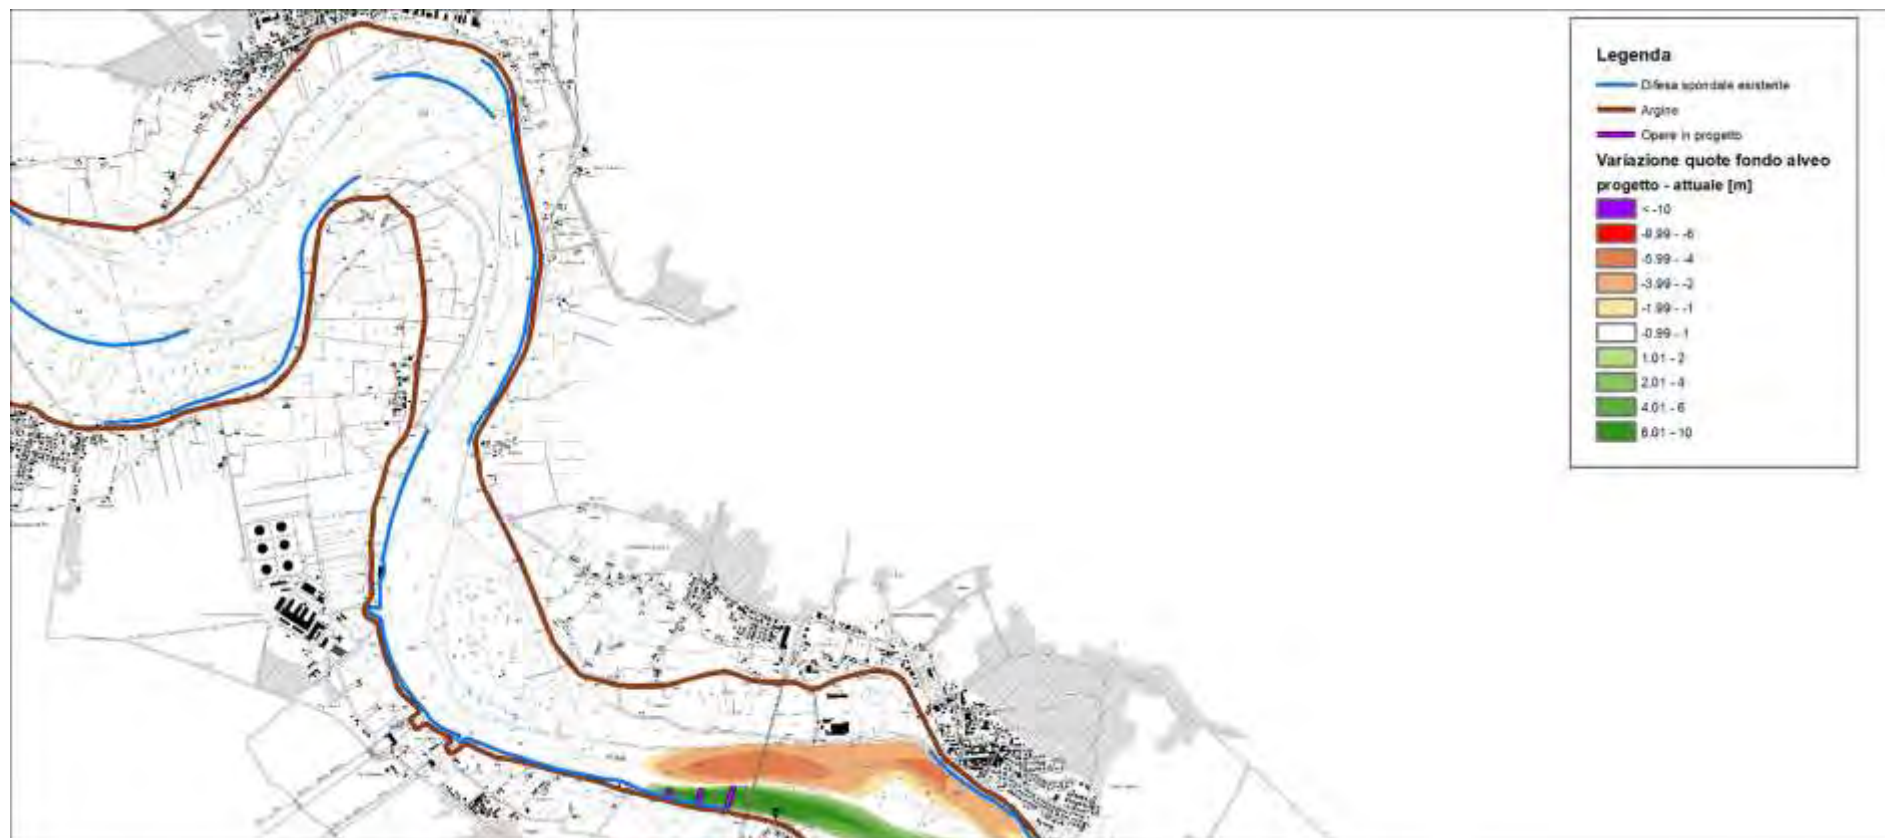 Legenda
Difesa spondale esistente
Argine
Opere in progetto
Variazione quote fondo alveo
progetto - attuale [m]
< -10
-9.99 - -6
-5.99 - -4
-3.99 - -2
-1.99 - -1
-0.99 - 1
1.01 - 2
2.01 - 4
4.01 - 6
6.01 - 10